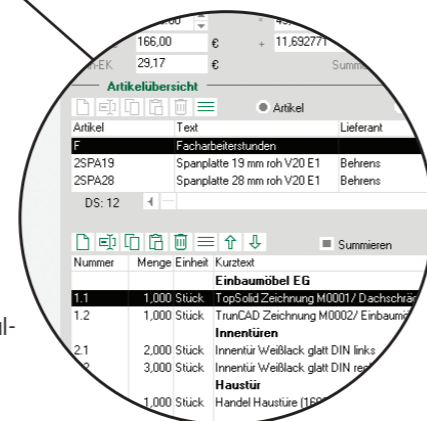 166,00 € + 11,692771
-EK 29,17 €
Artikelübersicht
Artikel
Artikel Text Lieferant
F Facharbeiterstunden
2SPA19 Spanplatte 19 mm roh V20 E1 Behrens
2SPA28 Spanplatte 28 mm roh V20 E1 Behrens
DS: 12
Summieren
Nummer Menge Einheit Kurztext
Einbaumöbel EG
1.1 1,000 Stück TopSolid Zeichnung M0001/ Dachschrä
1.2 1,000 Stück TrunCAD Zeichnung M0002/ Einbaumö
Innentüren
2.1 2,000 Stück Innentür Weißlack glatt DIN links
3,000 Stück Innentür Weißlack glatt DIN
Haustür
1,000 Stück Handel Haustüre
ul-